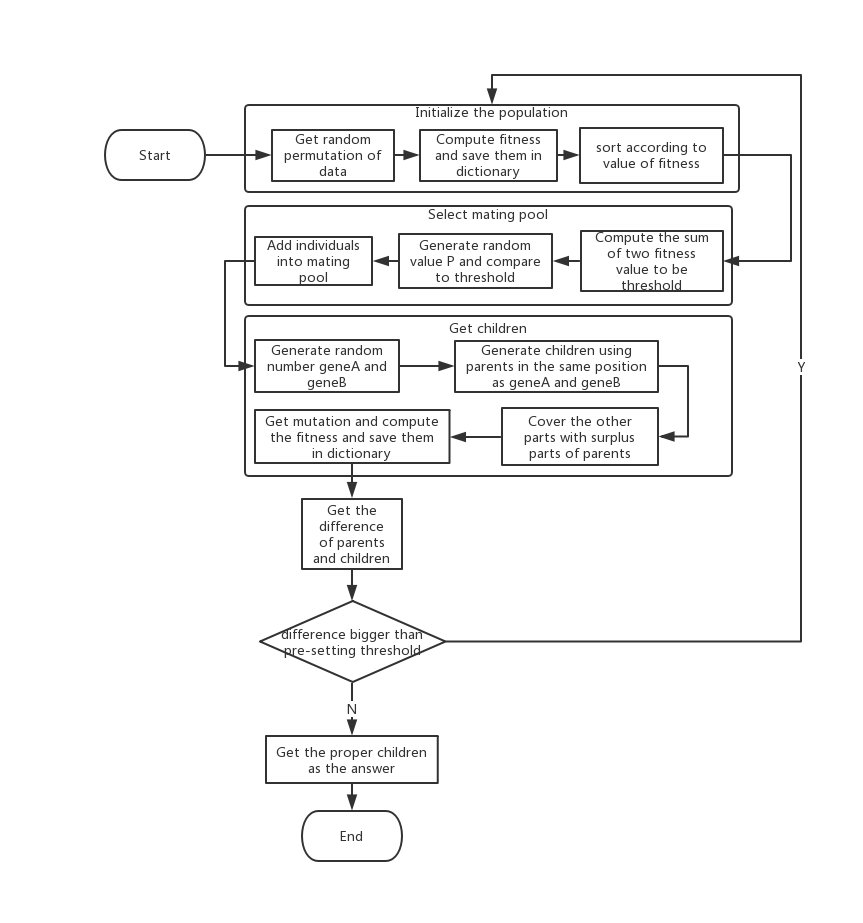 Initialize the population
Start
Get random
permutation of
data
Compute fitness
and save them in
dictionary
sort according to
value of fitness
Select mating pool
Add individuals
into mating
pool
Generate random
value P and compare
to threshold
Compute the sum
of two fitness
value to be
threshold
Get children
Generate random
number geneA and
geneB
Generate children using
parents in the same position
as geneA and geneB
Y
Get mutation and compute
the fitness and save them
in dictionary
Cover the other
parts with surplus
parts of parents
Get the
difference
of parents
and children
difference bigger than
pre-setting threshold
N
Get the proper children
as the answer
End